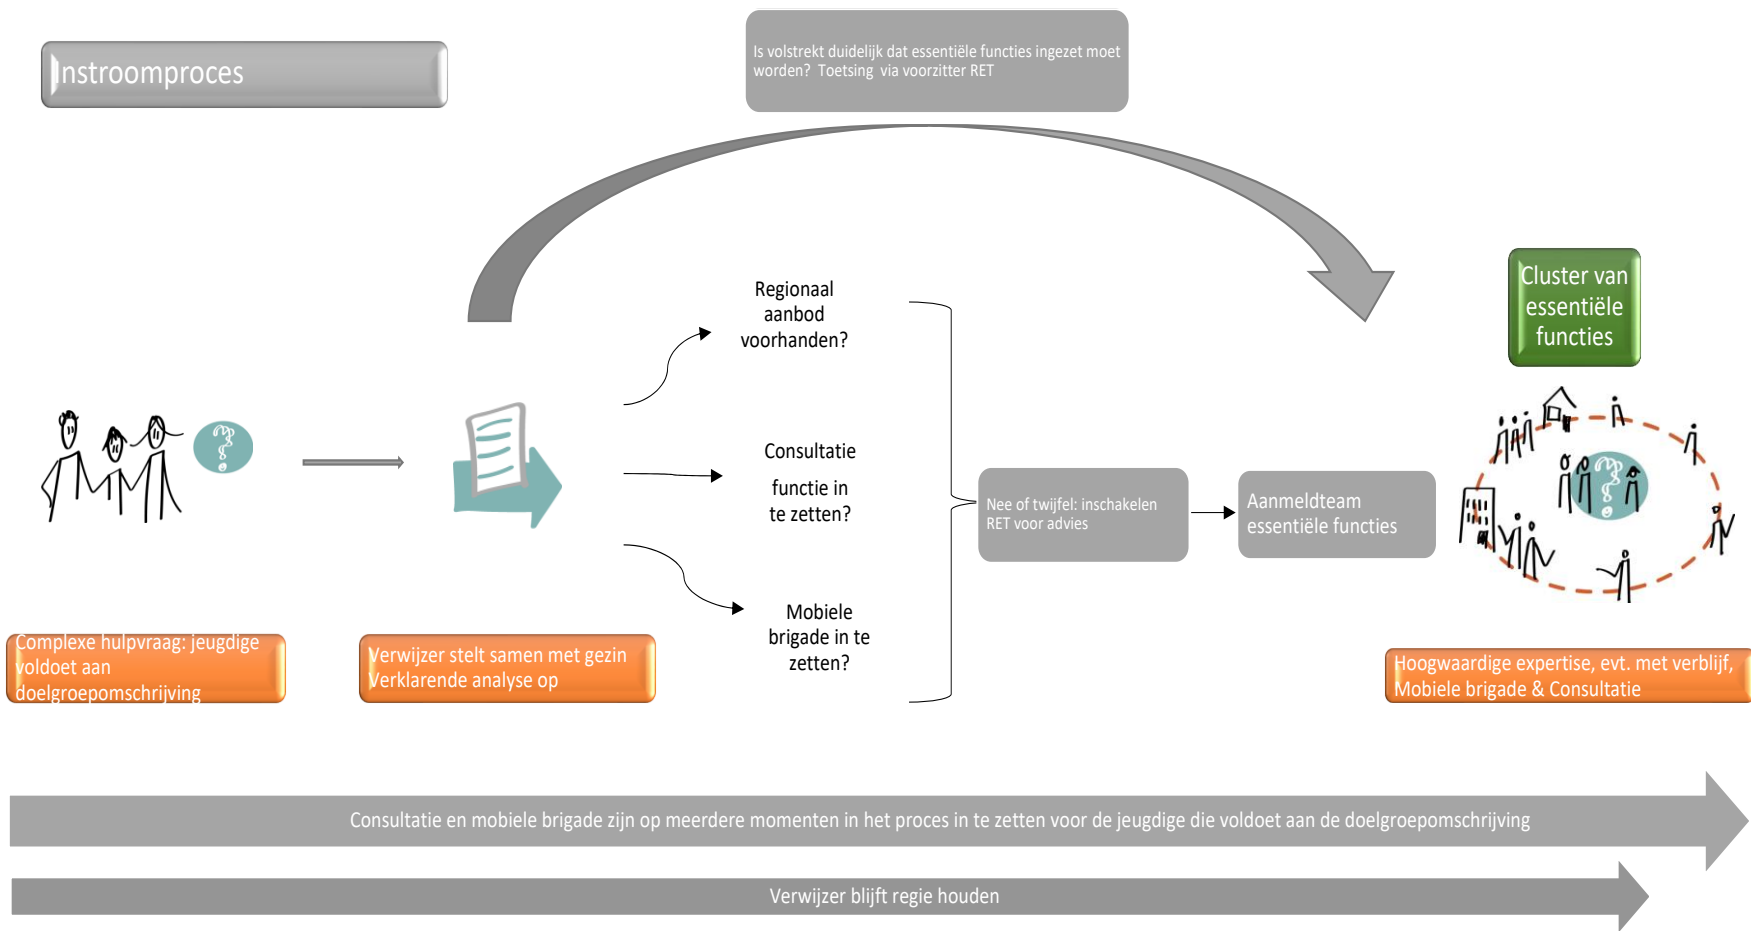 Instroomproces
Is volstrekt duidelijk dat essentiële functies ingezet moet
worden? Toetsing via voorzitter RET
Regionaal
aanbod
voorhanden?
Consultatie
functie in
te zetten?
Mobiele
brigade in te
zetten?
Nee of twijfel: inschakelen
RET voor advies
Aanmeldteam
essentiële functies
Cluster van
essentiële
functies
Complexe hulpvraag: jeugdige
voldoet aan
doelgroepomschrijving
Verwijzer stelt samen met gezin
Verklarende analyse op
Hoogwaardige expertise, evt. met verblijf,
Mobiele brigade & Consultatie
Consultatie en mobiele brigade zijn op meerdere momenten in het proces in te zetten voor de jeugdige die voldoet aan de doelgroepomschrijving
Verwijzer blijft regie houden